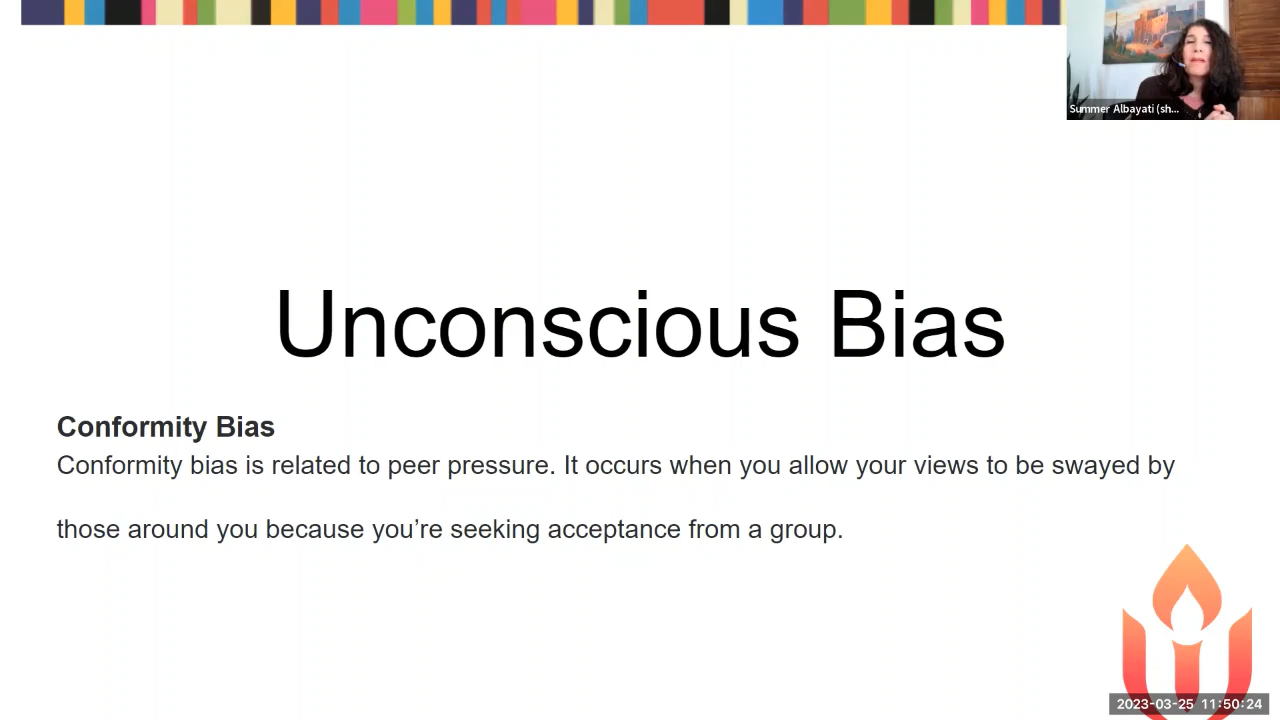 Summer Albayati (sh...
Unconscious Bias
Conformity Bias
Conformity bias is related to peer pressure. It occurs when you allow your views to be swayed by
those around you because you’re seeking acceptance from a group.
2023-03-25 11:50:24